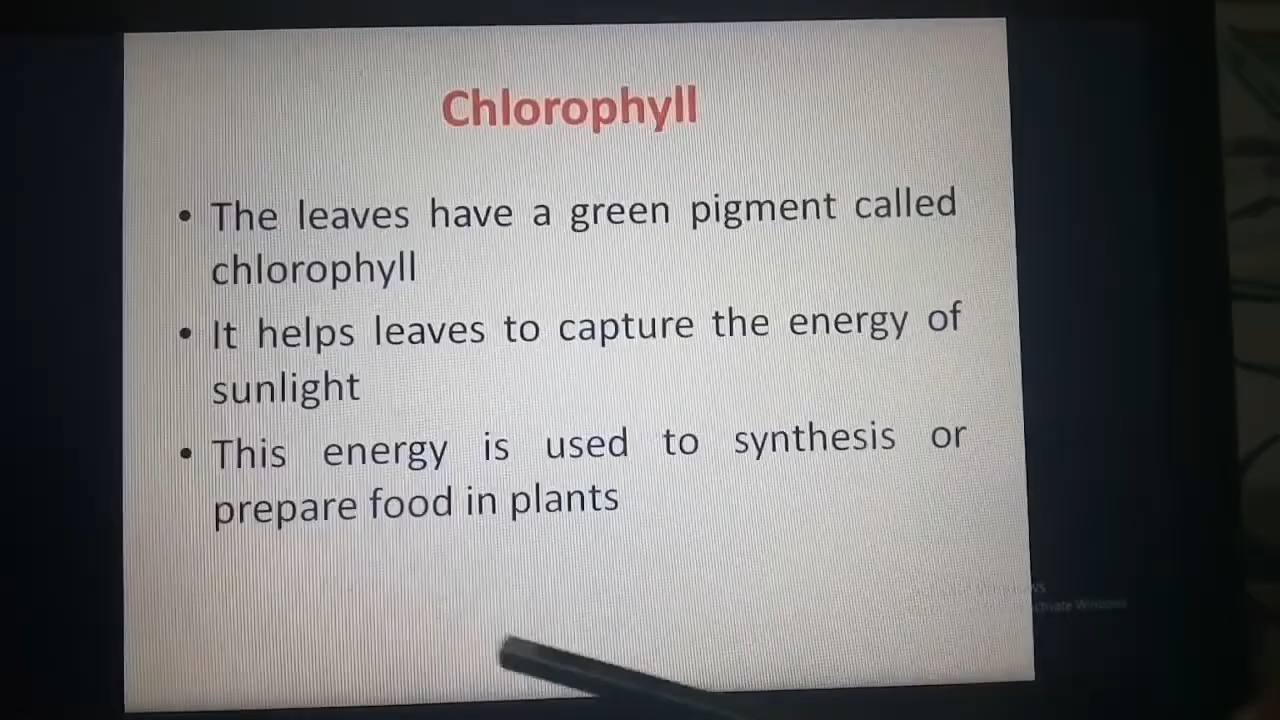 Chlorophyll
• The leaves have a green pigment called
chlorophyll
• It helps leaves to capture the energy of
sunlight
• This energy is used to synthesis or
prepare food in plants
Windows